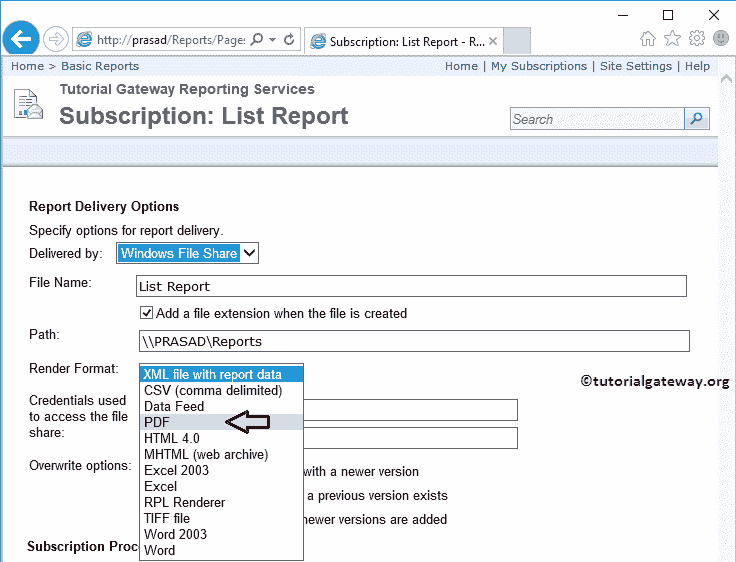 http://prasad/Reports/Page
Subscription: List Report - R...
Home > Basic Reports
Home | My Subscriptions | Site Settings | Help
Tutorial Gateway Reporting Services
Subscription: List Report
Search
Report Delivery Options
Specify options for report delivery.
Delivered by: Windows File Share
File Name: List Report
Add a file extension when the file is created
Path: \\PRASAD\Reports
Render Format:
XML file with report data
CSV (comma delimited)
Data Feed
PDF
HTML 4.0
MHTML (web archive)
Excel 2003
Excel
RPL Renderer
TIFF file
Word 2003
Word
©tutorialgateway.org
Credentials used
to access the file
share:
Overwrite options:
with a newer version
a previous version exists
newer versions are added
Subscription Proc